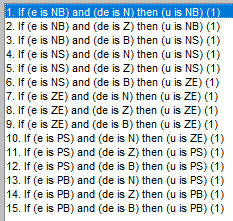 1. If (e is NB) and (de is N) then (u is NB) (1)
2. If (e is NB) and (de is Z) then (u is NB) (1)
3. If (e is NB) and (de is B) then (u is NS) (1)
4. If (e is NS) and (de is N) then (u is NS) (1)
5. If (e is NS) and (de is Z) then (u is NS) (1)
6. If (e is NS) and (de is B) then (u is ZE) (1)
7. If (e is ZE) and (de is N) then (u is NS) (1)
8. If (e is ZE) and (de is Z) then (u is ZE) (1)
9. If (e is ZE) and (de is B) then (u is PS) (1)
10. If (e is PS) and (de is N) then (u is ZE) (1)
11. If (e is PS) and (de is Z) then (u is PS) (1)
12. If (e is PS) and (de is B) then (u is PS) (1)
13. If (e is PB) and (de is N) then (u is PS) (1)
14. If (e is PB) and (de is Z) then (u is PB) (1)
15. If (e is PB) and (de is B) then (u is PB) (1)